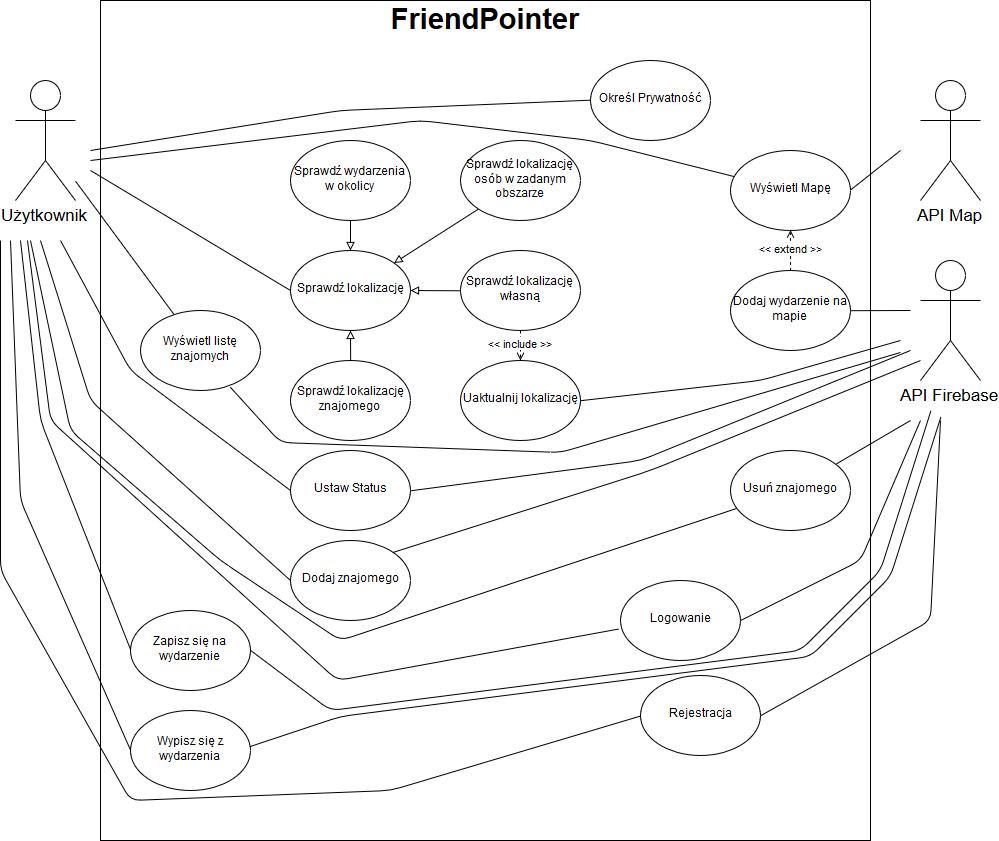 FriendPointer
Określ Prywatność
Sprawdź wydarzenia
w okolicy
Sprawdź lokalizację
osób w zadanym
obszarze
Wyświetl Mapę
Użytkownik
API Map
<< extend >>
Sprawdź lokalizację
Sprawdź lokalizację
własną
Dodaj wydarzenie na
mapie
Wyświetl listę
znajomych
<< include >>
Sprawdź lokalizację
znajomego
Uaktualnij lokalizację
API Firebase
Ustaw Status
Usuń znajomego
Dodaj znajomego
Logowanie
Zapisz się na
wydarzenie
Rejestracja
Wypisz się z
wydarzenia